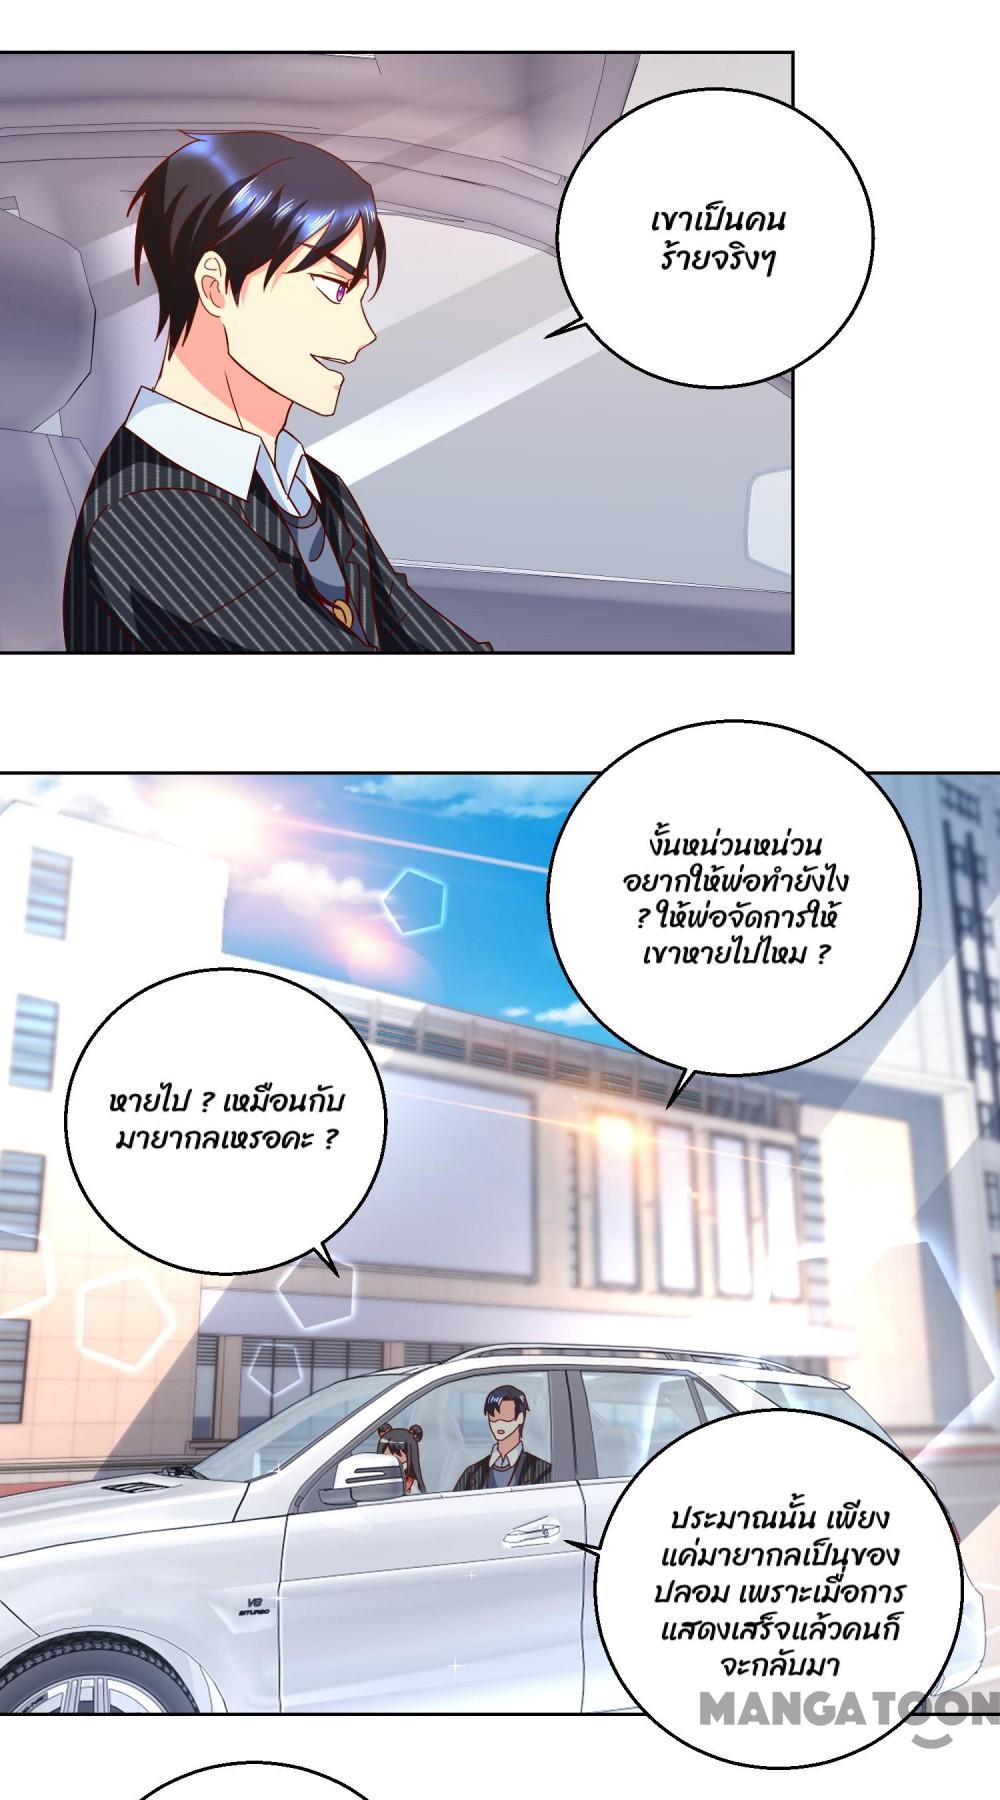 เขาเป็นคน
ร้ายจริงๆ
งั้นหน่วนหน่วน
อยากให้พ่อทำยังไง
? ให้พ่อจัดการให้
เขาหายไปไหม ?
หายไป ? เหมือนกับ
มายากลเหรอคะ ?
ประมาณนั้น เพียง
แค่มายากลเป็นของ
ปลอม เพราะเมื่อการ
แสดงเสร็จแล้วคนก็
จะกลับมา
V8
BITURBO
MANGATOON